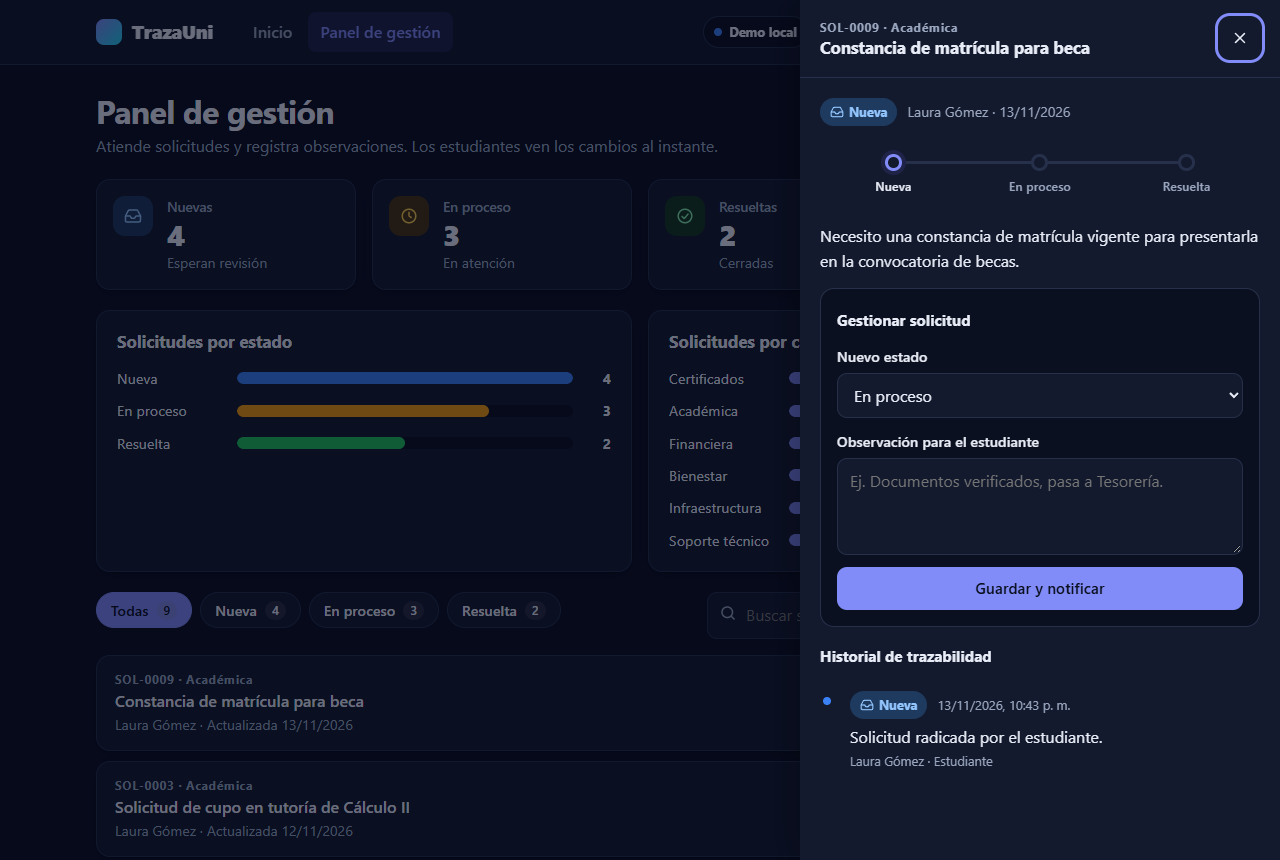 TrazaUni
Inicio
Panel de gestión
Demo local
Panel de gestión
Atiende solicitudes y registra observaciones. Los estudiantes ven los cambios al instante.
Nuevas
4
Esperan revisión
En proceso
3
En atención
Resueltas
2
Cerradas
Solicitudes por estado
Nueva 4
En proceso 3
Resuelta 2
Solicitudes por c
Certificados
Académica
Financiera
Bienestar
Infraestructura
Soporte técnico
Todas 9
Nueva 4
En proceso 3
Resuelta 2
Buscar s
SOL-0009 · Académica
Constancia de matrícula para beca
Laura Gómez · Actualizada 13/11/2026
SOL-0003 · Académica
Solicitud de cupo en tutoría de Cálculo II
Laura Gómez · Actualizada 12/11/2026
SOL-0009 · Académica
Constancia de matrícula para beca
Nueva Laura Gómez · 13/11/2026
Nueva En proceso Resuelta
Necesito una constancia de matrícula vigente para presentarla
en la convocatoria de becas.
Gestionar solicitud
Nuevo estado
En proceso
Observación para el estudiante
Ej. Documentos verificados, pasa a Tesorería.
Guardar y notificar
Historial de trazabilidad
Nueva 13/11/2026, 10:43 p. m.
Solicitud radicada por el estudiante.
Laura Gómez · Estudiante